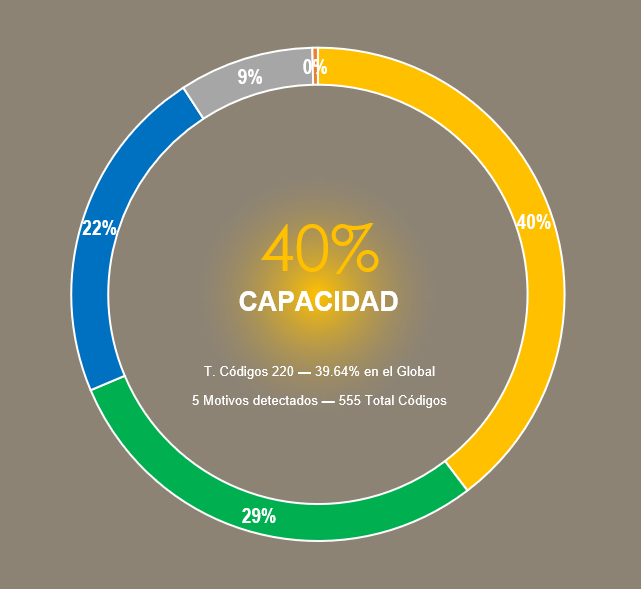 0%
9%
40%
22%
40%
CAPACIDAD
T. Códigos 220 — 39.64% en el Global
5 Motivos detectados — 555 Total Códigos
29%